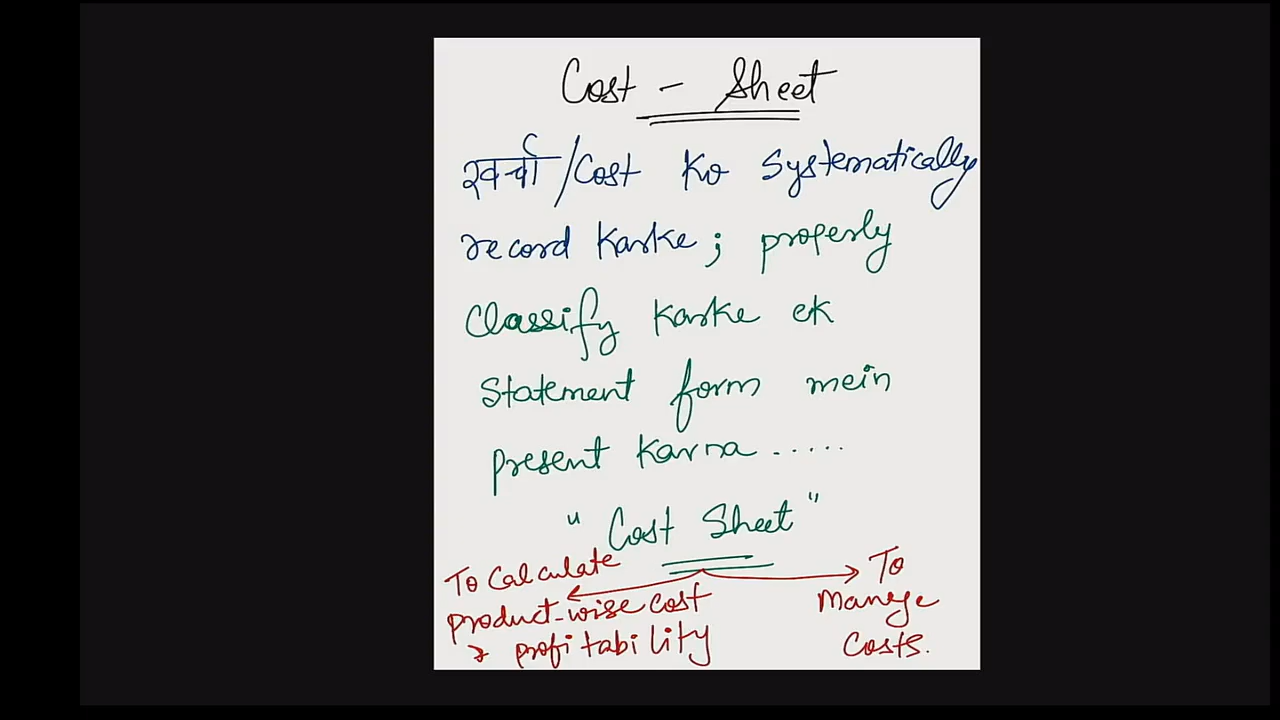 Cost - Sheet
खर्चा/Cost Ko Systematically
record Karke; properly
Classify Karke ek
Statement form mein
present Karna .....
" Cost Sheet "
To Calculate
product-wise cost
& profitability
To
Manage
Costs.